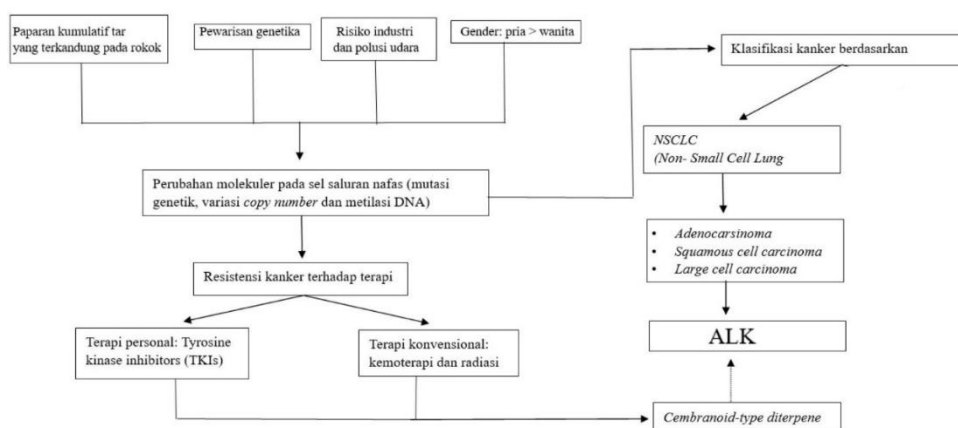 Paparan kumulatif tar
yang terkandung pada rokok
Pewarisan genetika
Risiko industri
dan polusi udara
Gender: pria > wanita
Klasifikasi kanker berdasarkan
NSCLC
(Non- Small Cell Lung
Perubahan molekuler pada sel saluran nafas (mutasi
genetik, variasi copy number dan metilasi DNA)
• Adenocarsinoma
• Squamous cell carcinoma
• Large cell carcinoma
Resistensi kanker terhadap terapi
Terapi personal: Tyrosine
kinase inhibitors (TKIs)
Terapi konvensional:
kemoterapi dan radiasi
ALK
Cembranoid-type diterpene